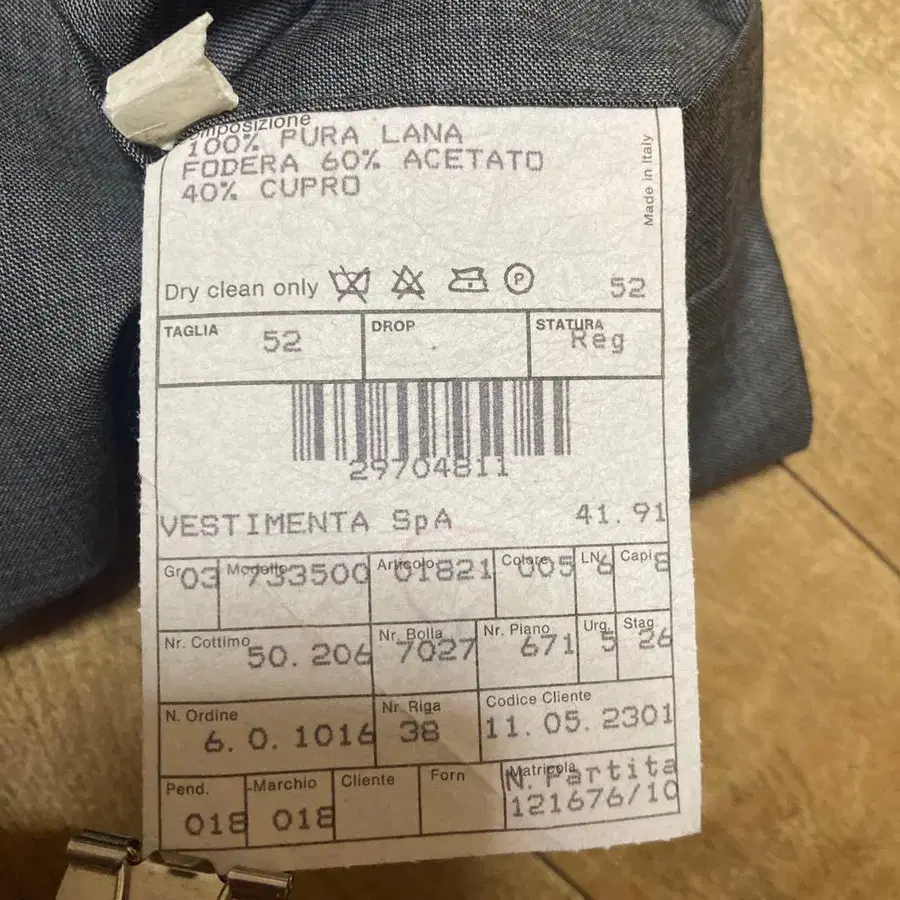 mposizione
100% PURA LANA
FODERA 60% ACETATO
40% CUPRO
Made in Italy
Dry clean only P 52
TAGLIA 52 DROP STATURA Reg
29704811
VESTIMENTA SpA 41.91
Gr 03 Modello 733500 Articolo 01821 Colore 005 LN 6 Capi 8
Nr. Cottimo 50.206 Nr. Bolla 7027 Nr. Piano 671 Urg. 5 Stag 26
N. Ordine 6.0.1016 Nr. Riga 38 Codice Cliente 11.05.2301
Pend. 018 Marchio 018 Cliente Forn Matricola N. Partita
121676/10